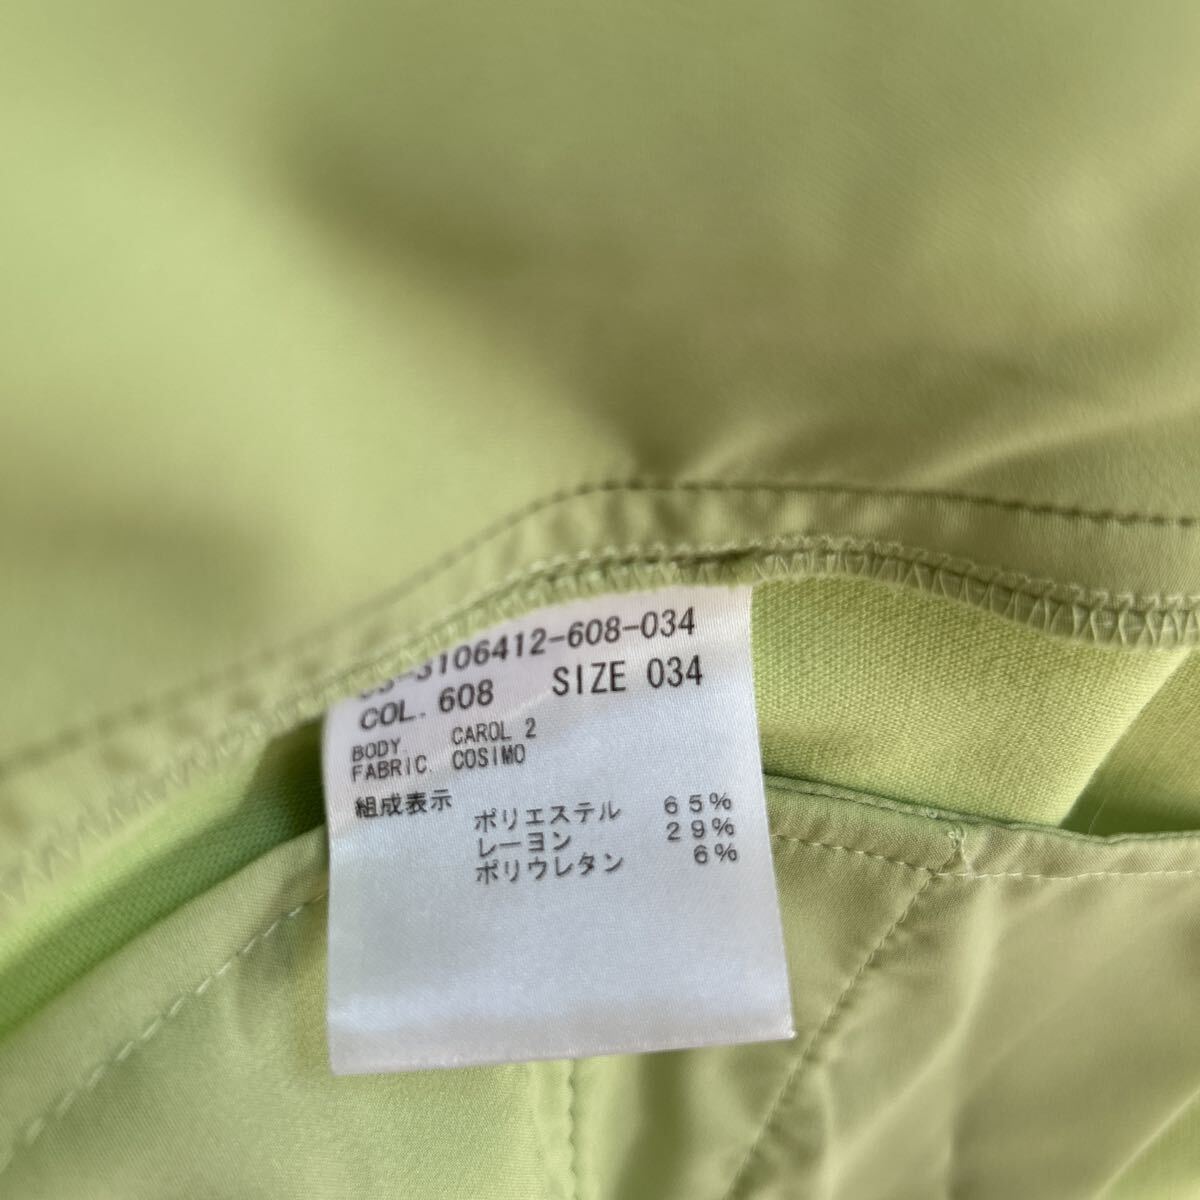 -3106412-608-034
COL. 608 SIZE 034
BODY. CAROL 2
FABRIC. COSIMO
組成表示
ポリエステル 65%
レーヨン 29%
ポリウレタン 6%